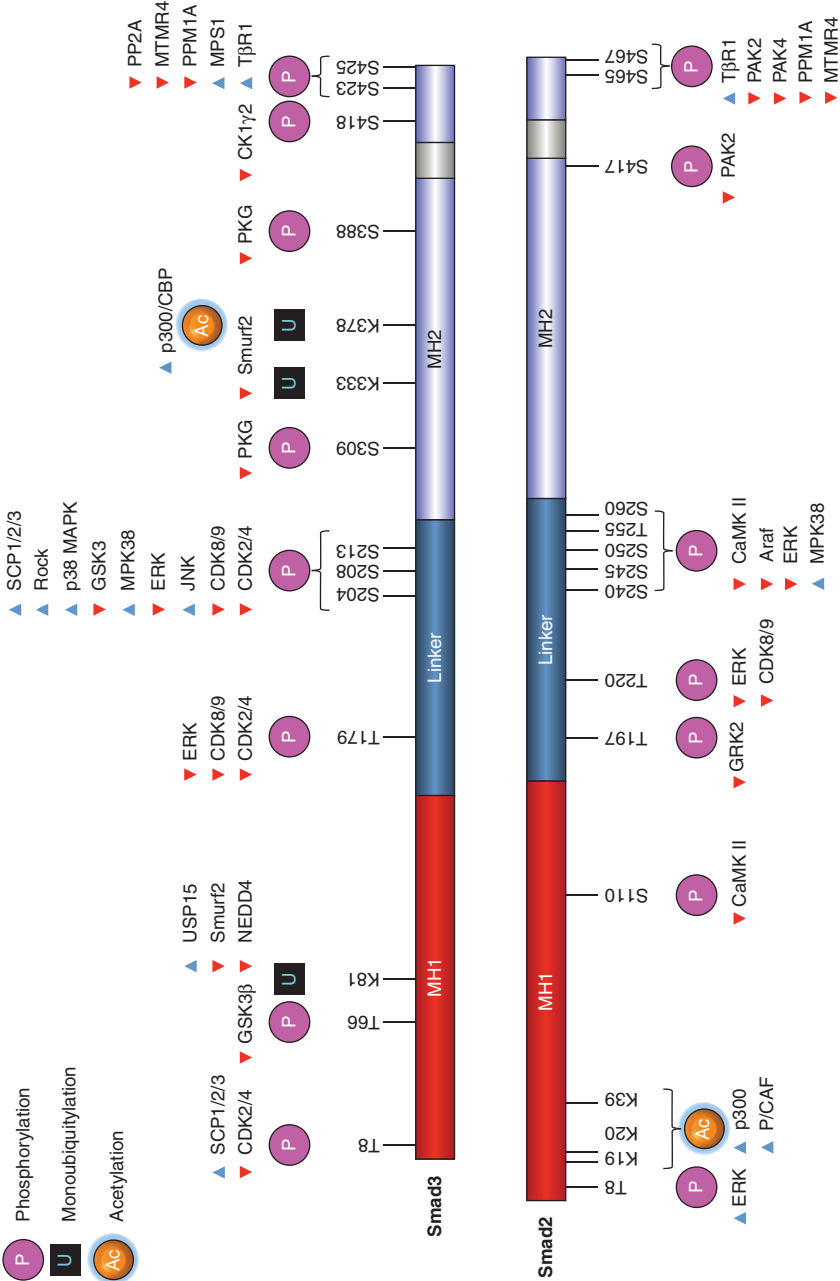 P Phosphorylation
U Monoubiquitylation
Ac Acetylation
SCP1/2/3
CDK2/4
P
T8
GSK3β
P
T66
USP15
Smurf2
NEDD4
U
K81
ERK
CDK8/9
CDK2/4
P
T179
SCP1/2/3
Rock
p38 MAPK
GSK3
MPK38
ERK
JNK
CDK8/9
CDK2/4
P
S204
S208
S213
PKG
P
S309
p300/CBP
Ac
Smurf2
U
U
K333
K378
PKG
P
S388
CK1γ2
P
S418
PP2A
MTMR4
PPM1A
MPS1
TβR1
P
S423
S425
Smad3
MH1
Linker
MH2
Smad2
MH1
Linker
MH2
T8
P
ERK
K19
K20
K39
Ac
p300
P/CAF
S110
P
CaMK II
T197
P
GRK2
T220
P
ERK
CDK8/9
S240
S245
S250
T255
S260
P
CaMK II
Araf
ERK
MPK38
S417
P
PAK2
S465
S467
P
TβR1
PAK2
PAK4
PPM1A
MTMR4